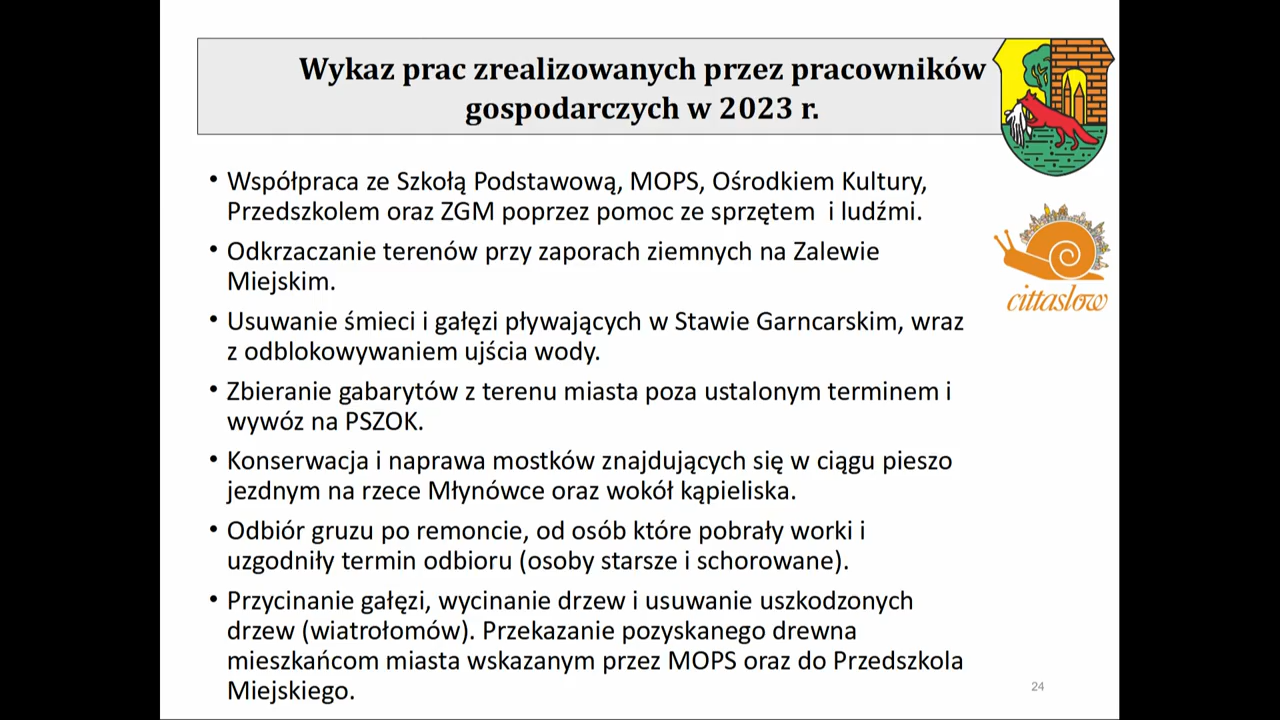 Wykaz prac zrealizowanych przez pracowników
gospodarczych w 2023 r.
• Współpraca ze Szkołą Podstawową, MOPS, Ośrodkiem Kultury,
Przedszkolem oraz ZGM poprzez pomoc ze sprzętem  i ludźmi.
• Odkrzaczanie terenów przy zaporach ziemnych na Zalewie
Miejskim.
• Usuwanie śmieci i gałęzi pływających w Stawie Garncarskim, wraz
z odblokowywaniem ujścia wody.
• Zbieranie gabarytów z terenu miasta poza ustalonym terminem i
wywóz na PSZOK.
• Konserwacja i naprawa mostków znajdujących się w ciągu pieszo
jezdnym na rzece Młynówce oraz wokół kąpieliska.
• Odbiór gruzu po remoncie, od osób które pobrały worki i
uzgodniły termin odbioru (osoby starsze i schorowane).
• Przycinanie gałęzi, wycinanie drzew i usuwanie uszkodzonych
drzew (wiatrołomów). Przekazanie pozyskanego drewna
mieszkańcom miasta wskazanym przez MOPS oraz do Przedszkola
Miejskiego.
cittaslow
24